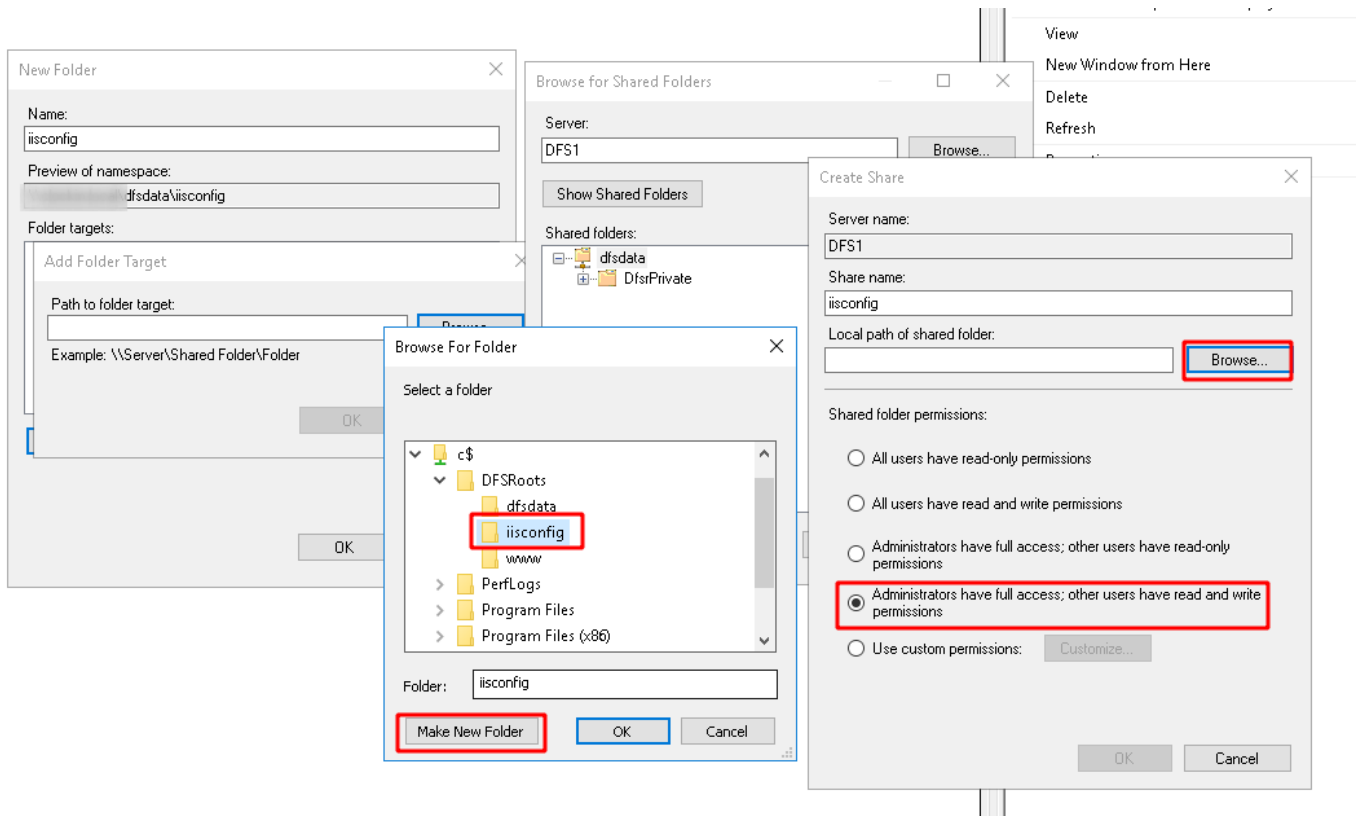 View
New Window from Here
Delete
Refresh
New Folder
Name:
iisconfig
Preview of namespace:
dfsdata\iisconfig
Folder targets:
Add Folder Target
Path to folder target:
Example: \\Server\Shared Folder\Folder
OK
OK
Browse for Shared Folders
Server:
DFS1
Browse...
Show Shared Folders
Shared folders:
dfsdata
DfsrPrivate
Browse For Folder
Select a folder
c$
DFSRoots
dfsdata
iisconfig
www
PerfLogs
Program Files
Program Files (x86)
Folder:
iisconfig
Make New Folder
OK
Cancel
Create Share
Server name:
DFS1
Share name:
iisconfig
Local path of shared folder:
Browse...
Shared folder permissions:
All users have read-only permissions
All users have read and write permissions
Administrators have full access; other users have read-only
permissions
Administrators have full access; other users have read and write
permissions
Use custom permissions:
Customize...
OK
Cancel